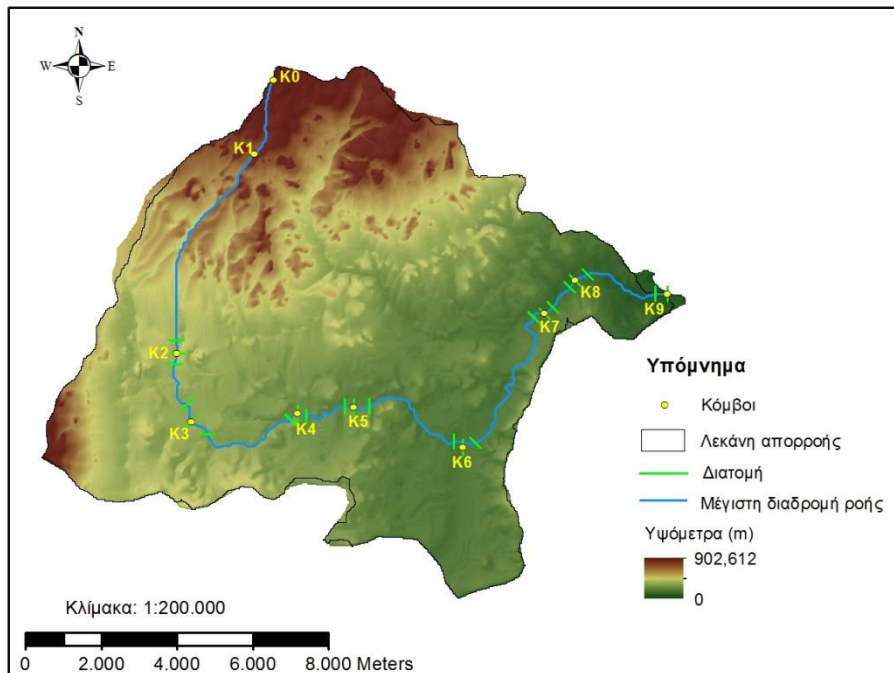 N
W E
S
K0
K1
K2
K3
K4
K5
K6
K7
K8
K9
Υπόμνημα
Κόμβοι
Λεκάνη απορροής
Διατομή
Μέγιστη διαδρομή ροής
Υψόμετρα (m)
902,612
0
Κλίμακα: 1:200.000
0 2.000 4.000 6.000 8.000 Meters